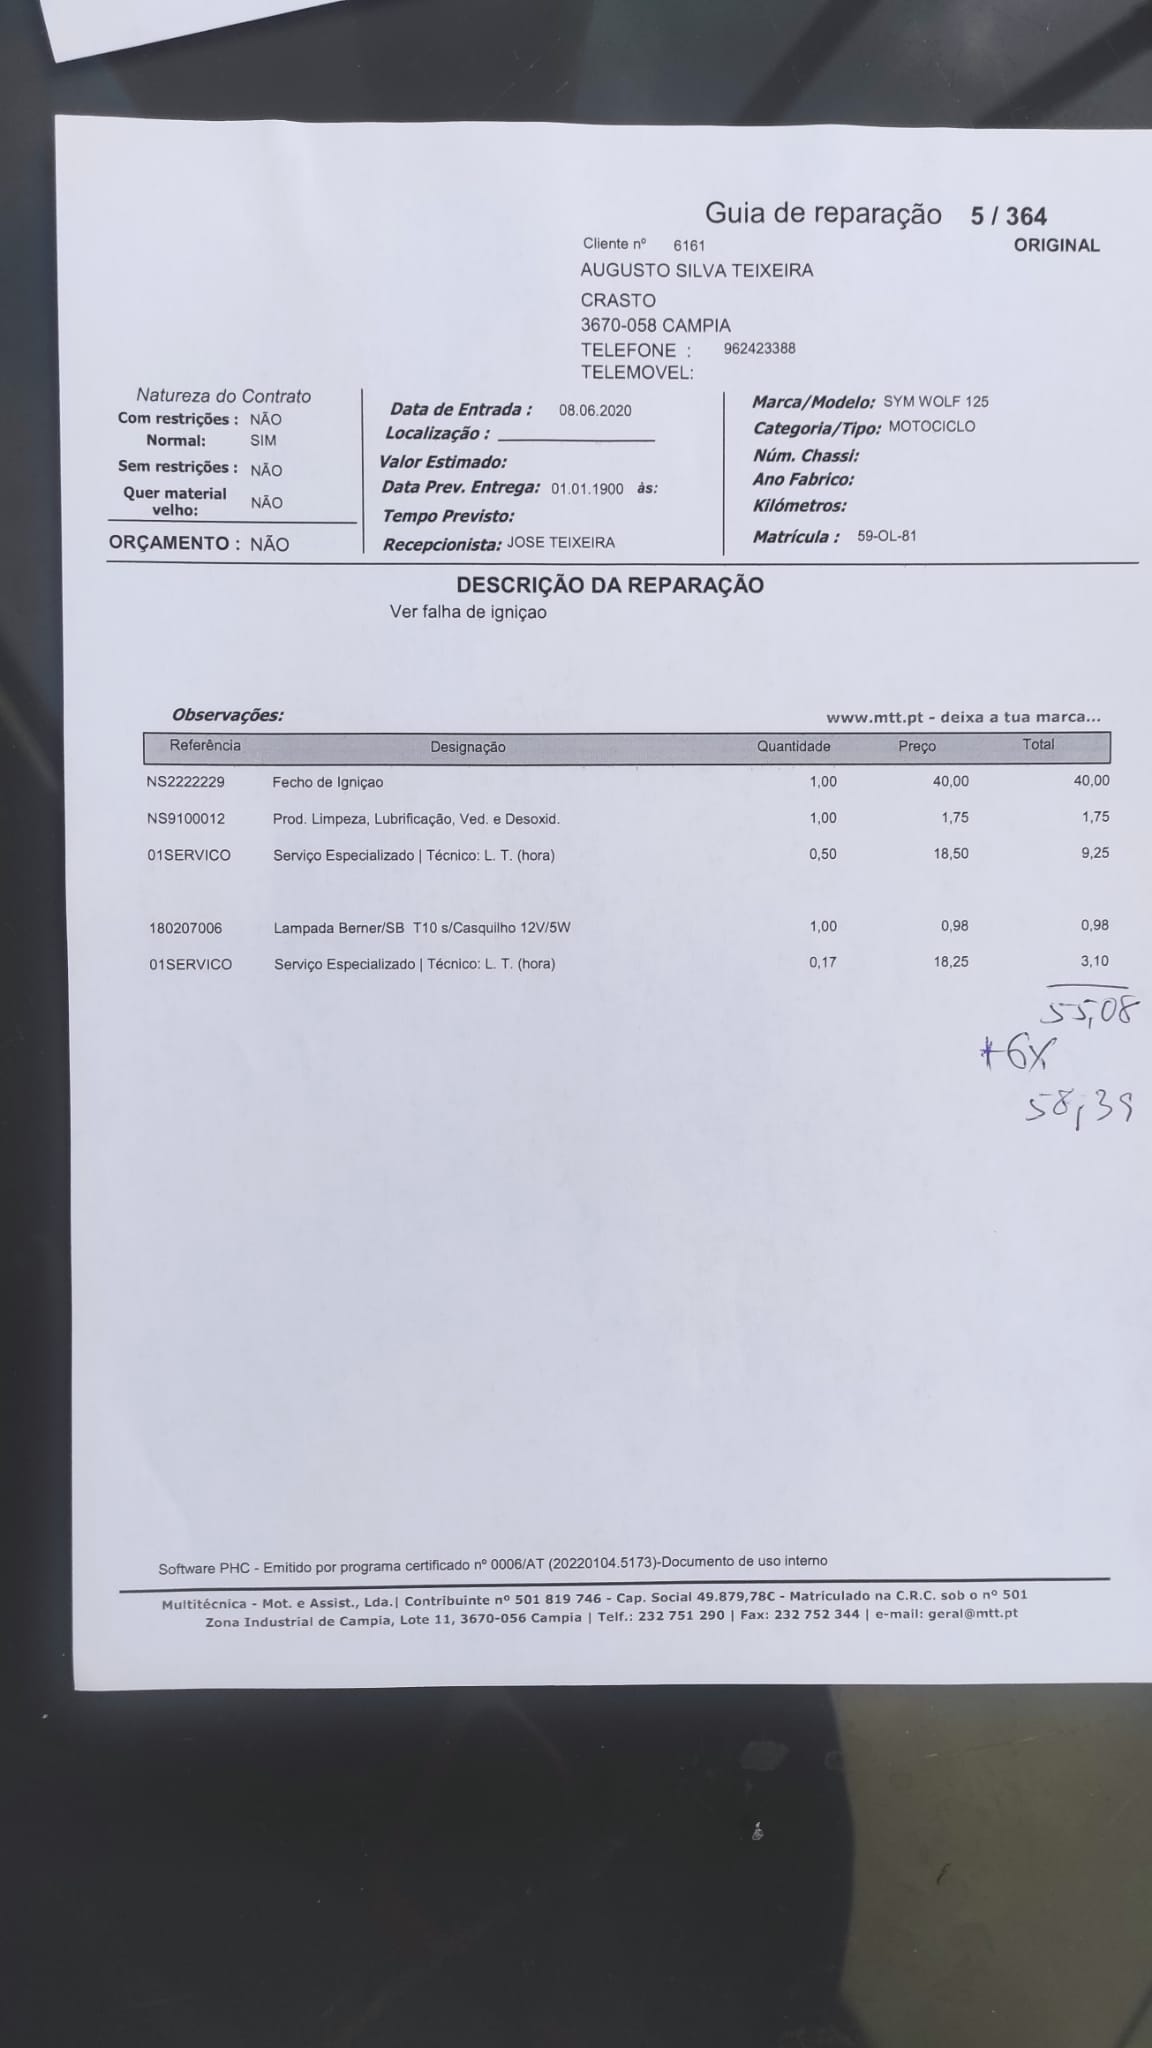 Guia de reparação 5 / 364
Cliente nº 6161 ORIGINAL
AUGUSTO SILVA TEIXEIRA
CRASTO
3670-058 CAMPIA
TELEFONE : 962423388
TELEMOVEL:
Natureza do Contrato
Com restrições : NÃO
Normal: SIM
Sem restrições : NÃO
Quer material velho: NÃO
ORÇAMENTO : NÃO
Data de Entrada : 08.06.2020
Localização :
Valor Estimado:
Data Prev. Entrega: 01.01.1900 às:
Tempo Previsto:
Recepcionista: JOSE TEIXEIRA
Marca/Modelo: SYM WOLF 125
Categoria/Tipo: MOTOCICLO
Núm. Chassi:
Ano Fabrico:
Kilómetros:
Matrícula : 59-OL-81
DESCRIÇÃO DA REPARAÇÃO
Ver falha de igniçao
Observações: www.mtt.pt - deixa a tua marca...
Referência Designação Quantidade Preço Total
NS2222229 Fecho de Igniçao 1,00 40,00 40,00
NS9100012 Prod. Limpeza, Lubrificação, Ved. e Desoxid. 1,00 1,75 1,75
01SERVICO Serviço Especializado | Técnico: L. T. (hora) 0,50 18,50 9,25
180207006 Lampada Berner/SB T10 s/Casquilho 12V/5W 1,00 0,98 0,98
01SERVICO Serviço Especializado | Técnico: L. T. (hora) 0,17 18,25 3,10
55,08
+6%
58,39
Software PHC - Emitido por programa certificado nº 0006/AT (20220104.5173)-Documento de uso interno
Multitécnica - Mot. e Assist., Lda.| Contribuinte nº 501 819 746 - Cap. Social 49.879,78C - Matriculado na C.R.C. sob o nº 501
Zona Industrial de Campia, Lote 11, 3670-056 Campia | Telf.: 232 751 290 | Fax: 232 752 344 | e-mail: geral@mtt.pt